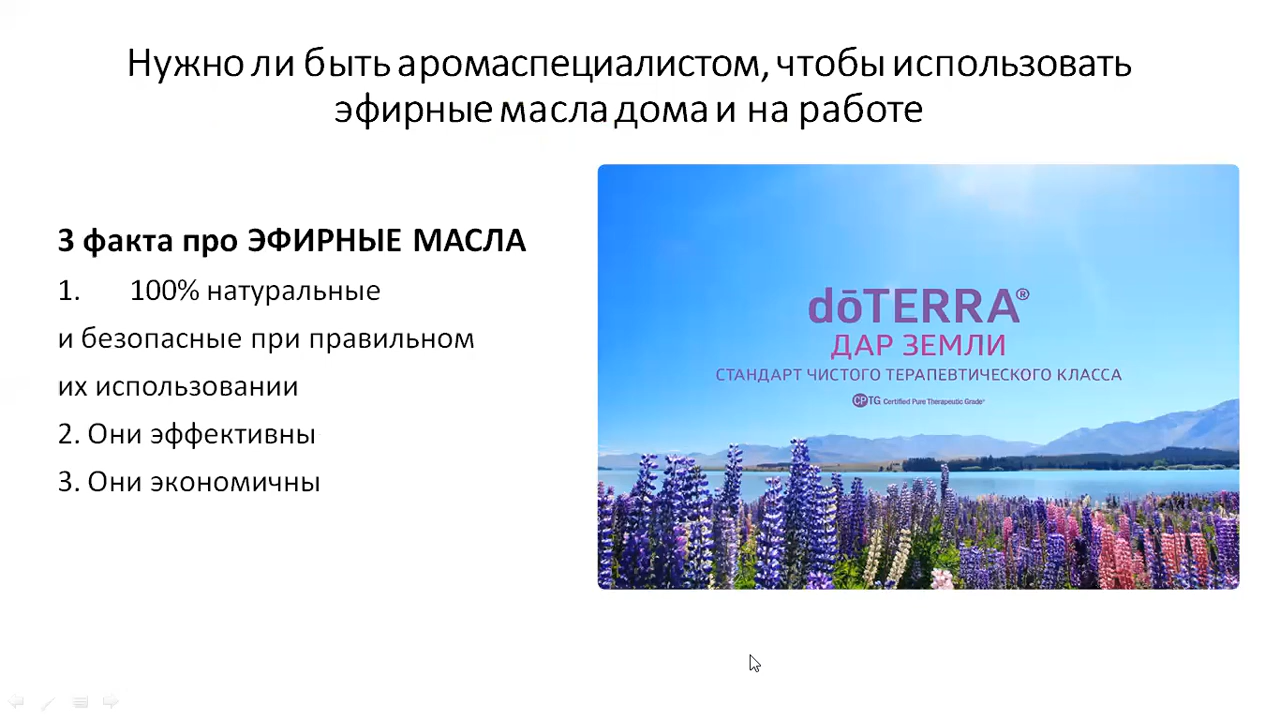 Нужно ли быть аромаспециалистом, чтобы использовать
эфирные масла дома и на работе
3 факта про ЭФИРНЫЕ МАСЛА
1. 100% натуральные
и безопасные при правильном
их использовании
2. Они эффективны
3. Они экономичны
dōTERRA®
ДАР ЗЕМЛИ
СТАНДАРТ ЧИСТОГО ТЕРАПЕВТИЧЕСКОГО КЛАССА
CPTG Certified Pure Therapeutic Grade®